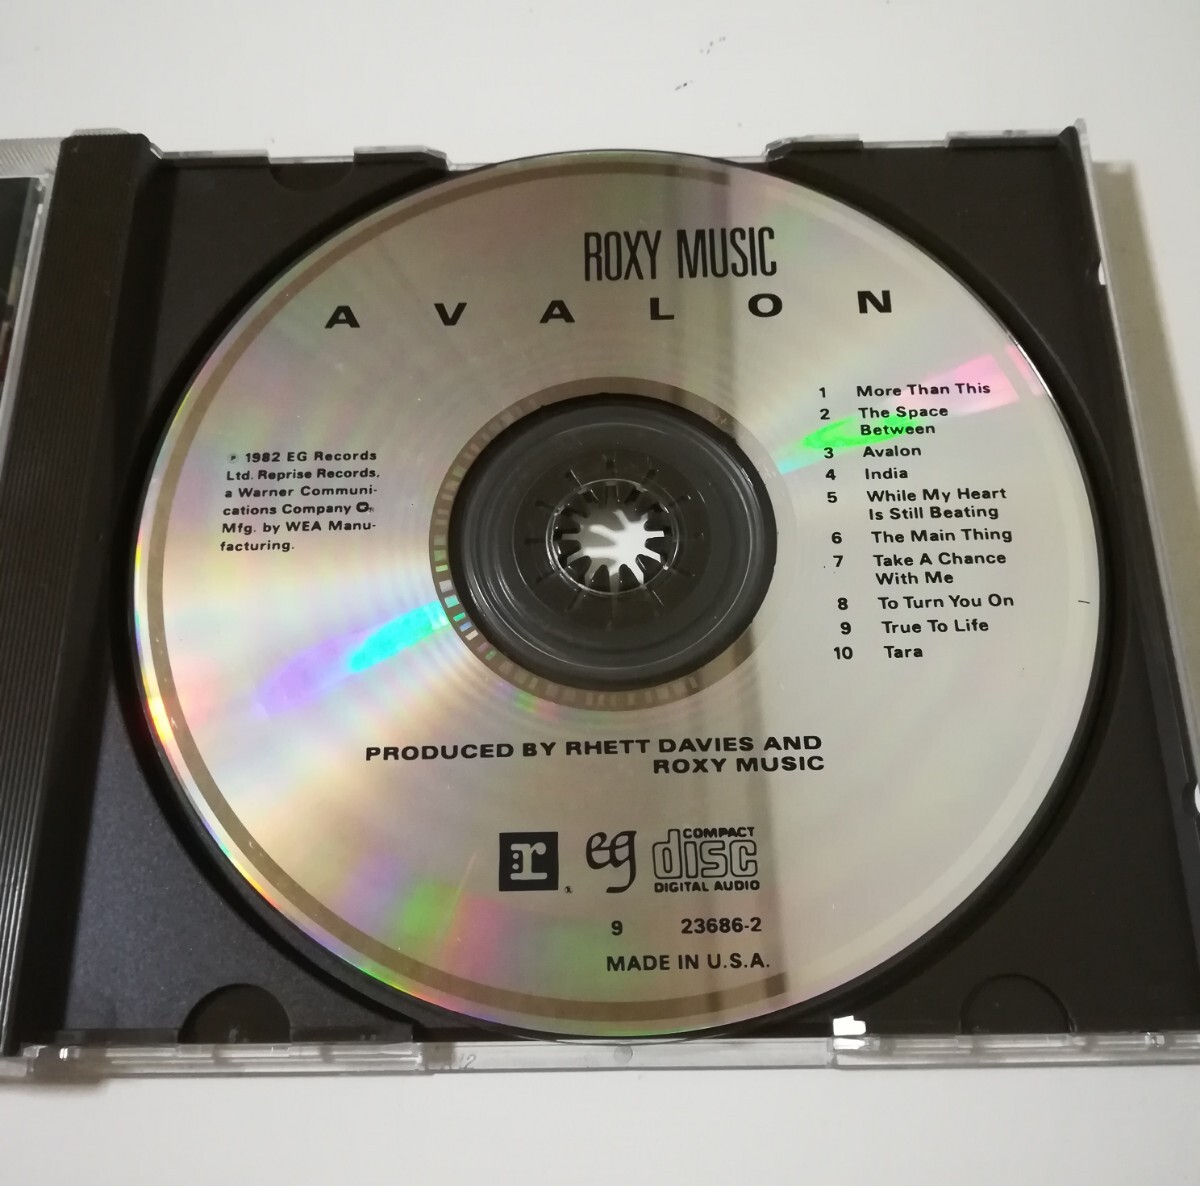 ROXY MUSIC
AVALON
1 More Than This
2 The Space
Between
3 Avalon
4 India
5 While My Heart
Is Still Beating
6 The Main Thing
7 Take A Chance
With Me
8 To Turn You On
9 True To Life
10 Tara
℗ 1982 EG Records
Ltd. Reprise Records,
a Warner Communi-
cations Company
Mfg. by WEA Manu-
facturing.
PRODUCED BY RHETT DAVIES AND
ROXY MUSIC
:r
eg
COMPACT
disc
DIGITAL AUDIO
9 23686-2
MADE IN U.S.A.